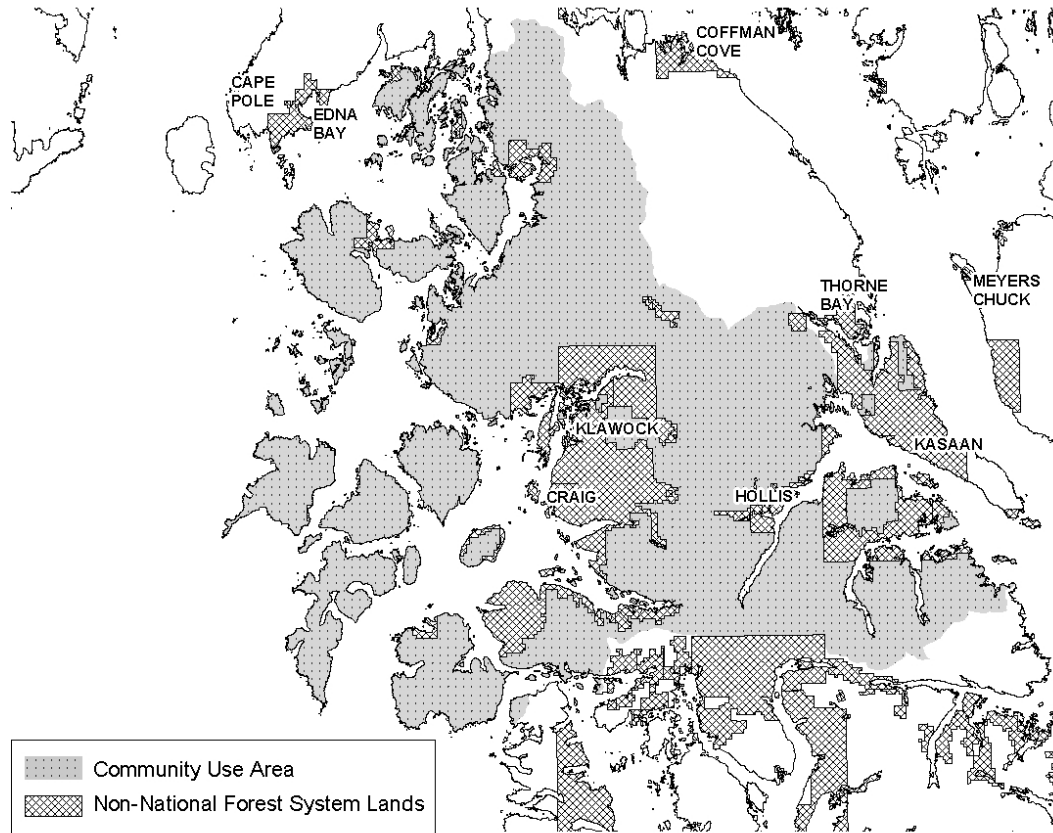 COFFMAN
COVE
CAPE
POLE
EDNA
BAY
THORNE
BAY
MEYERS
CHUCK
KLAWOCK
KASAAN
CRAIG
HOLLIS
Community Use Area
Non-National Forest System Lands